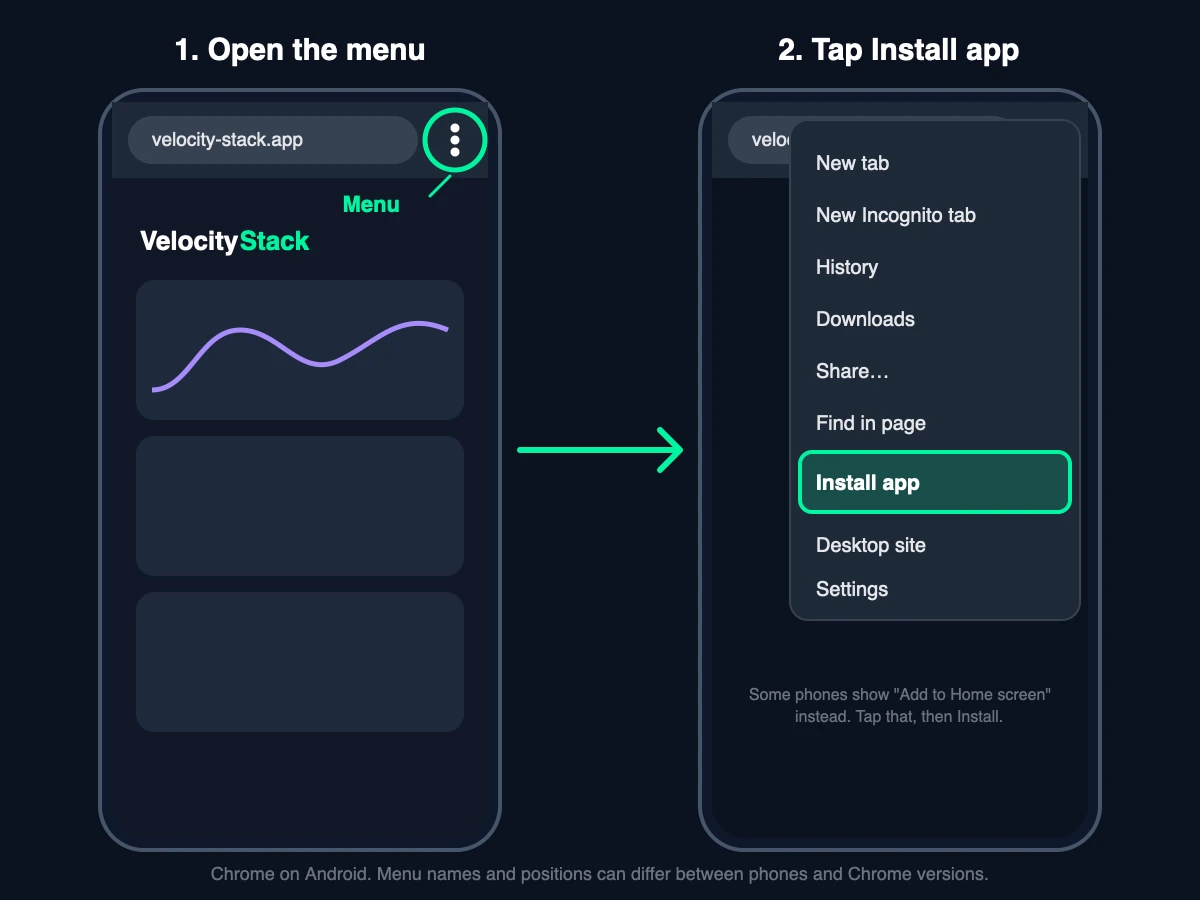 1. Open the menu
velocity-stack.app
Menu
VelocityStack
2. Tap Install app
velo
New tab
New Incognito tab
History
Downloads
Share…
Find in page
Install app
Desktop site
Settings
Some phones show "Add to Home screen"
instead. Tap that, then Install.
Chrome on Android. Menu names and positions can differ between phones and Chrome versions.